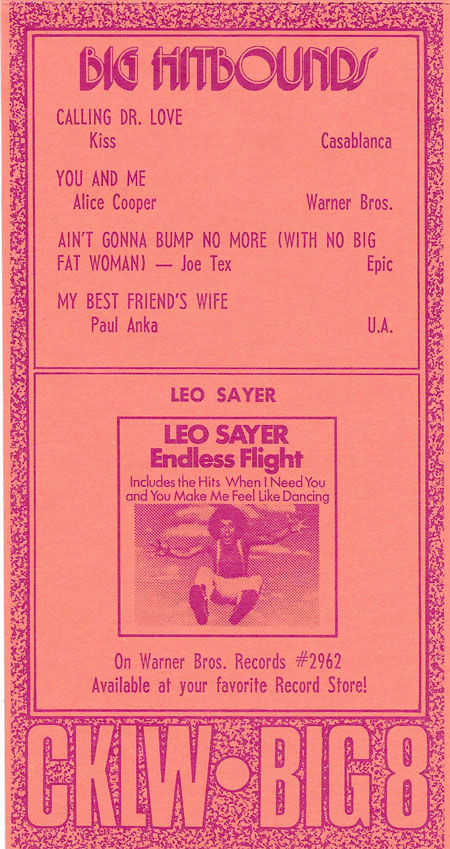 BIG HITBOUNDS
CALLING DR. LOVE
Kiss Casablanca
YOU AND ME
Alice Cooper Warner Bros.
AIN'T GONNA BUMP NO MORE (WITH NO BIG
FAT WOMAN) — Joe Tex Epic
MY BEST FRIEND'S WIFE
Paul Anka U.A.
LEO SAYER
LEO SAYER
Endless Flight
Includes the Hits When I Need You
and You Make Me Feel Like Dancing
On Warner Bros. Records #2962
Available at your favorite Record Store!
CKLW • BIG 8